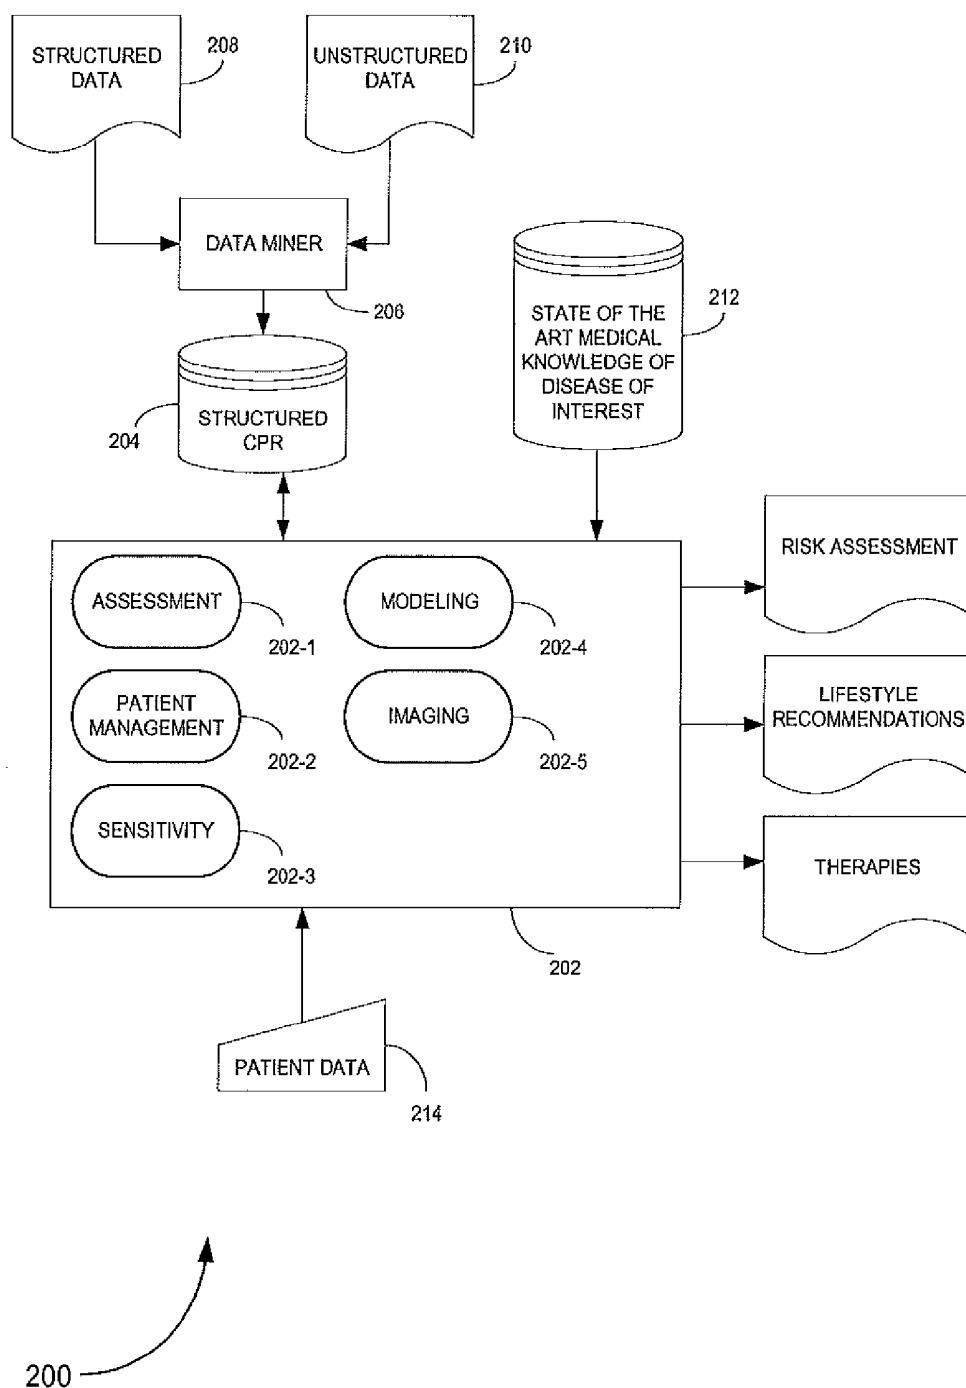 STRUCTURED
DATA
208
UNSTRUCTURED
DATA
210
DATA MINER
206
STATE OF THE
ART MEDICAL
KNOWLEDGE OF
DISEASE OF
INTEREST
212
STRUCTURED
CPR
204
ASSESSMENT
202-1
MODELING
202-4
PATIENT
MANAGEMENT
202-2
IMAGING
202-5
SENSITIVITY
202-3
202
RISK ASSESSMENT
LIFESTYLE
RECOMMENDATIONS
THERAPIES
PATIENT DATA
214
200